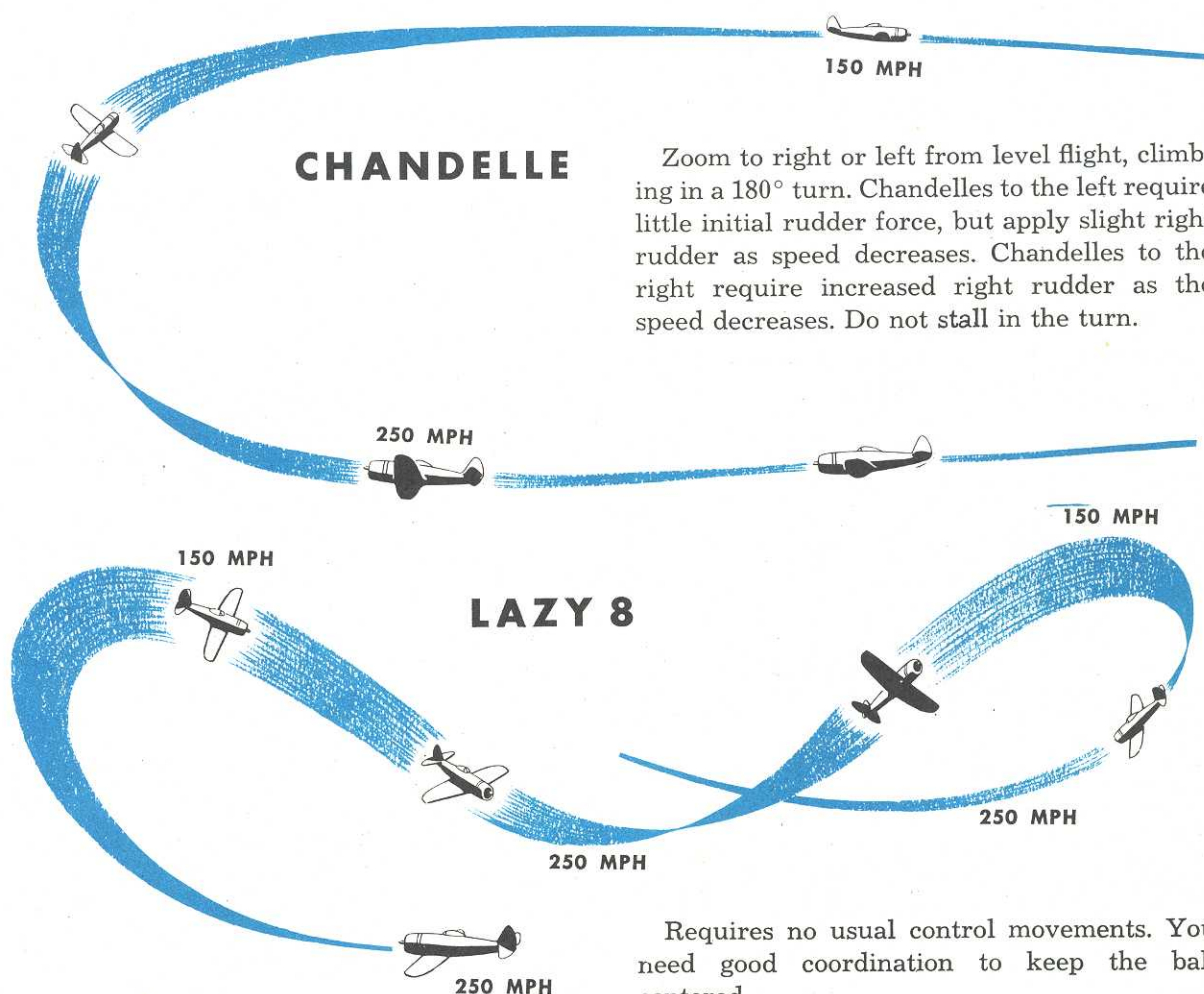 150 MPH
CHANDELLE
Zoom to right or left from level flight, climb-
ing in a 180° turn. Chandelles to the left require
little initial rudder force, but apply slight right
rudder as speed decreases. Chandelles to the
right require increased right rudder as the
speed decreases. Do not stall in the turn.
250 MPH
150 MPH
150 MPH
LAZY 8
250 MPH
250 MPH
Requires no usual control movements. You
need good coordination to keep the ball
centered
250 MPH